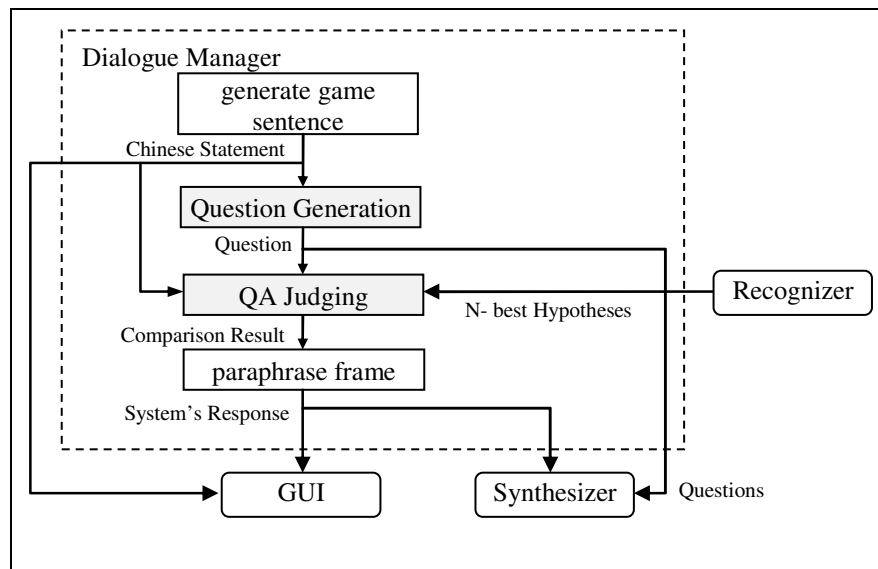 Dialogue Manager
generate game
sentence
Chinese Statement
Question Generation
Question
QA Judging
Recognizer
N- best Hypotheses
Comparison Result
paraphrase frame
System's Response
GUI
Synthesizer
Questions